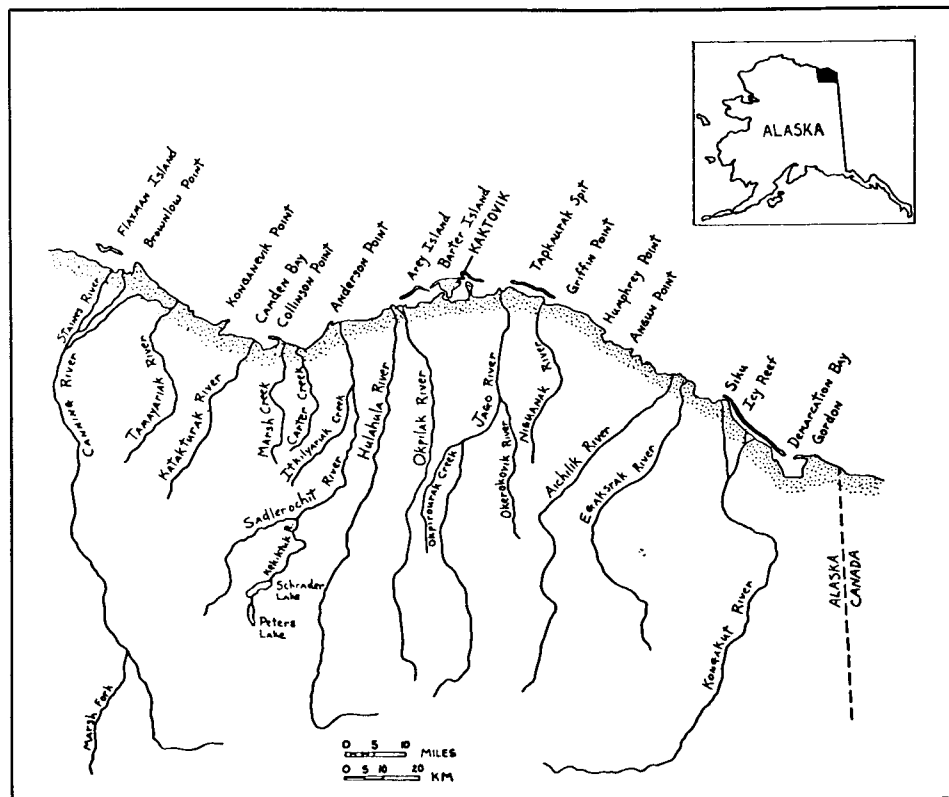 ALASKA
Flaxman Island
Brownlow Point
Konganevik Point
Camden Bay
Collinson Point
Anderson Point
Arey Island
Barter Island
KAKTOVIK
Tapkaurak Spit
Griffin Point
Humphrey Point
Angun Point
Siku
Icy Reef
Demarcation Bay
Gordon
Staines River
Canning River
Tamayariak River
Katakturak River
Marsh Creek
Carter Creek
Itkilyariak Creek
Sadlerochit River
Hulahula River
Okpilak River
Okpirourak Creek
Jago River
Okerokovik River
Niguanak River
Aichilik River
Egaksrak River
Kongakut River
Kekiktuk R.
Schrader
Lake
Peters
Lake
Marsh Fork
ALASKA
CANADA
0 5 10
MILES
0 5 10 20
KM